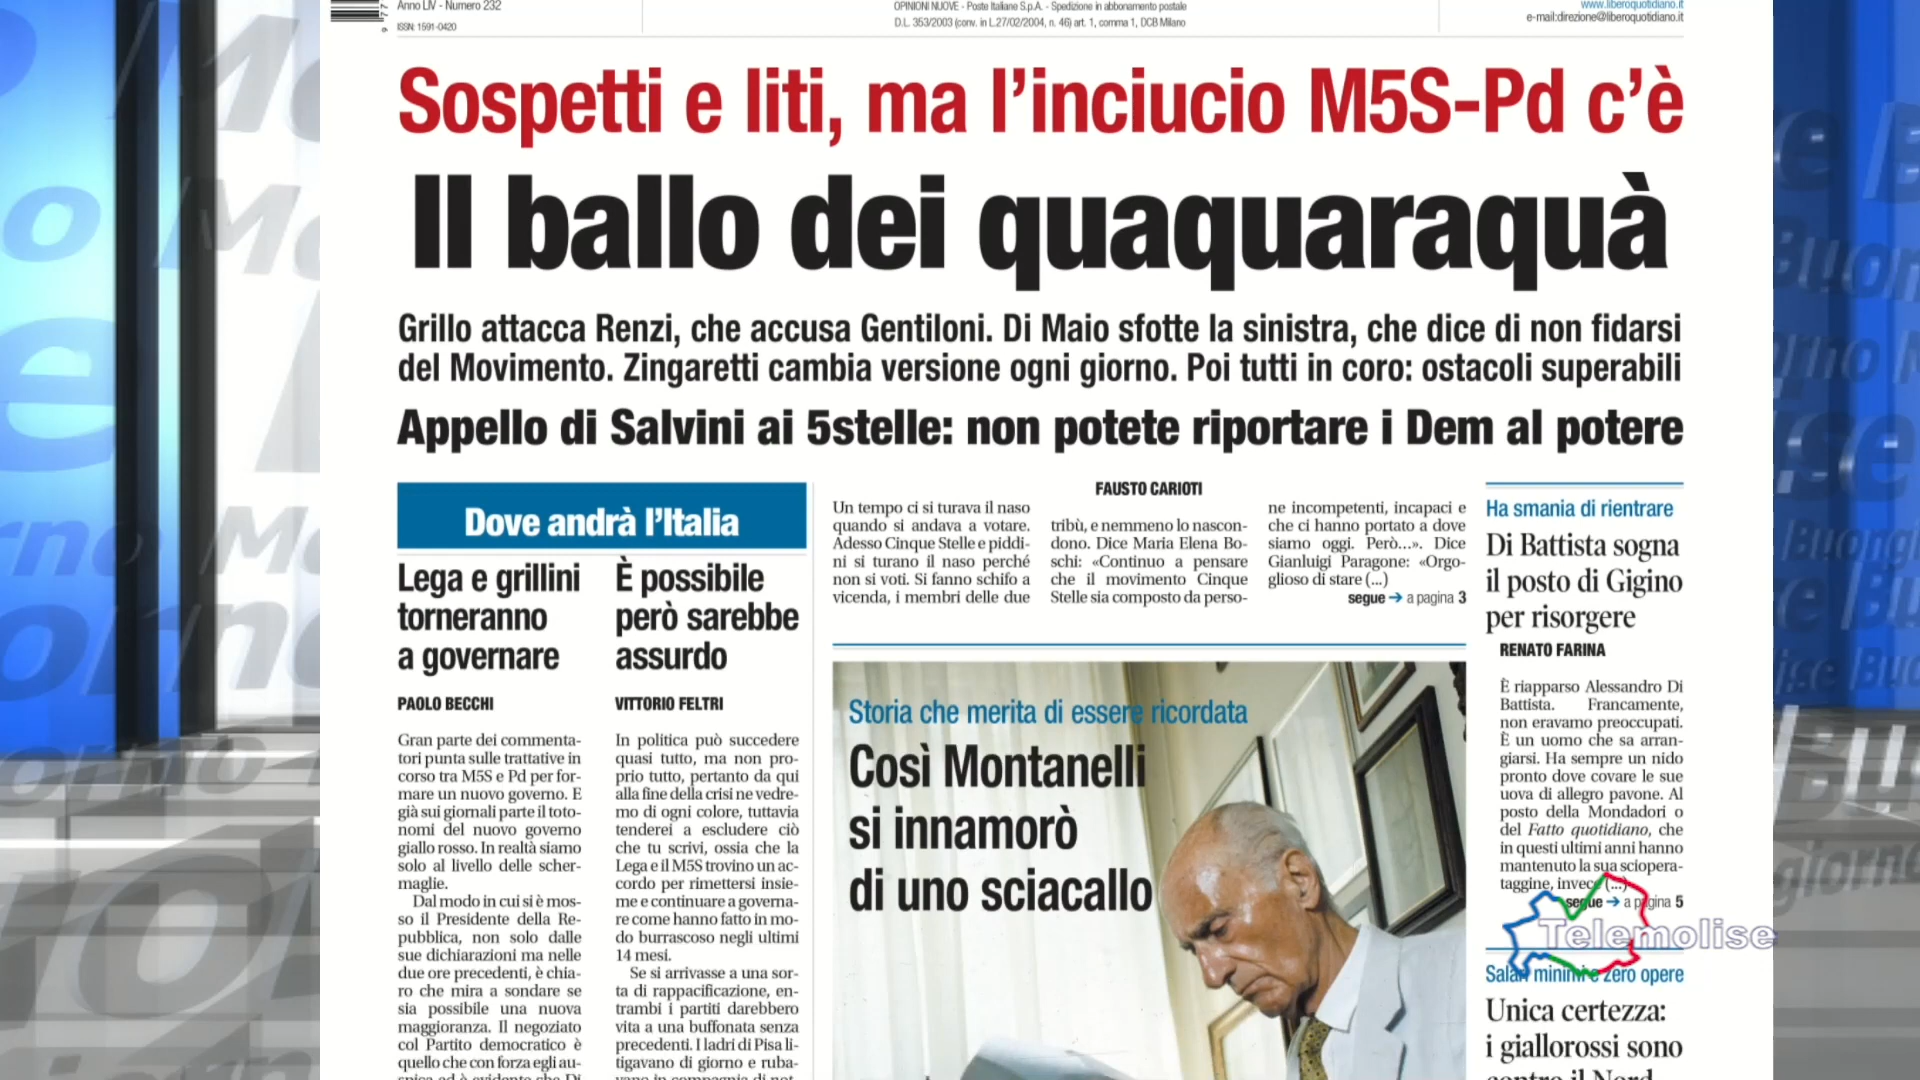 Anno LIV - Numero 232
ISSN: 1591-0420
OPINIONI NUOVE - Poste Italiane S.p.A. - Spedizione in abbonamento postale
D.L. 353/2003 (conv. in L.27/02/2004, n. 46) art. 1, comma 1, DCB Milano
www.liberoquotidiano.it
e-mail:direzione@liberoquotidiano.it
Sospetti e liti, ma l'inciucio M5S-Pd c'è
Il ballo dei quaquaraquà
Grillo attacca Renzi, che accusa Gentiloni. Di Maio sfotte la sinistra, che dice di non fidarsi
del Movimento. Zingaretti cambia versione ogni giorno. Poi tutti in coro: ostacoli superabili
Appello di Salvini ai 5stelle: non potete riportare i Dem al potere
Dove andrà l'Italia
Lega e grillini
torneranno
a governare
PAOLO BECCHI
Gran parte dei commenta-
tori punta sulle trattative in
corso tra M5S e Pd per for-
mare un nuovo governo. E
già sui giornali parte il toto-
nomi del nuovo governo
giallo rosso. In realtà siamo
solo al livello delle scher-
maglie.
Dal modo in cui si è mos-
so il Presidente della Re-
pubblica, non solo dalle
sue dichiarazioni ma nelle
due ore precedenti, è chia-
ro che mira a sondare se
sia possibile una nuova
maggioranza. Il negoziato
col Partito democratico è
quello che con forza egli au-
spica ed è evidente che Di
È possibile
però sarebbe
assurdo
VITTORIO FELTRI
In politica può succedere
quasi tutto, ma non pro-
prio tutto, pertanto da qui
alla fine della crisi ne vedre-
mo di ogni colore, tuttavia
tenderei a escludere ciò
che tu scrivi, ossia che la
Lega e il M5S trovino un ac-
cordo per rimettersi insie-
me e continuare a governa-
re come hanno fatto in mo-
do burrascoso negli ultimi
14 mesi.
Se si arrivasse a una sor-
ta di rappacificazione, en-
trambi i partiti darebbero
vita a una buffonata senza
precedenti. I ladri di Pisa li-
tigavano di giorno e ruba-
vano in compagnia di not-
FAUSTO CARIOTI
Un tempo ci si turava il naso
quando si andava a votare.
Adesso Cinque Stelle e piddi-
ni si turano il naso perché
non si voti. Si fanno schifo a
vicenda, i membri delle due
tribù, e nemmeno lo nascon-
dono. Dice Maria Elena Bo-
schi: «Continuo a pensare
che il movimento Cinque
Stelle sia composto da perso-
ne incompetenti, incapaci e
che ci hanno portato a dove
siamo oggi. Però...». Dice
Gianluigi Paragone: «Orgo-
glioso di stare (...)
segue → a pagina 3
Storia che merita di essere ricordata
Così Montanelli
si innamorò
di uno sciacallo
Ha smania di rientrare
Di Battista sogna
il posto di Gigino
per risorgere
RENATO FARINA
È riapparso Alessandro Di
Battista. Francamente,
non eravamo preoccupati.
È un uomo che sa arran-
giarsi. Ha sempre un nido
pronto dove covare le sue
uova di allegro pavone. Al
posto della Mondadori o
del Fatto quotidiano, che
in questi ultimi anni hanno
mantenuto la sua sciopera-
taggine, invece (...)
segue → a pagina 5
Telemolise
Salari minimi e zero opere
Unica certezza:
i giallorossi sono
contro il Nord